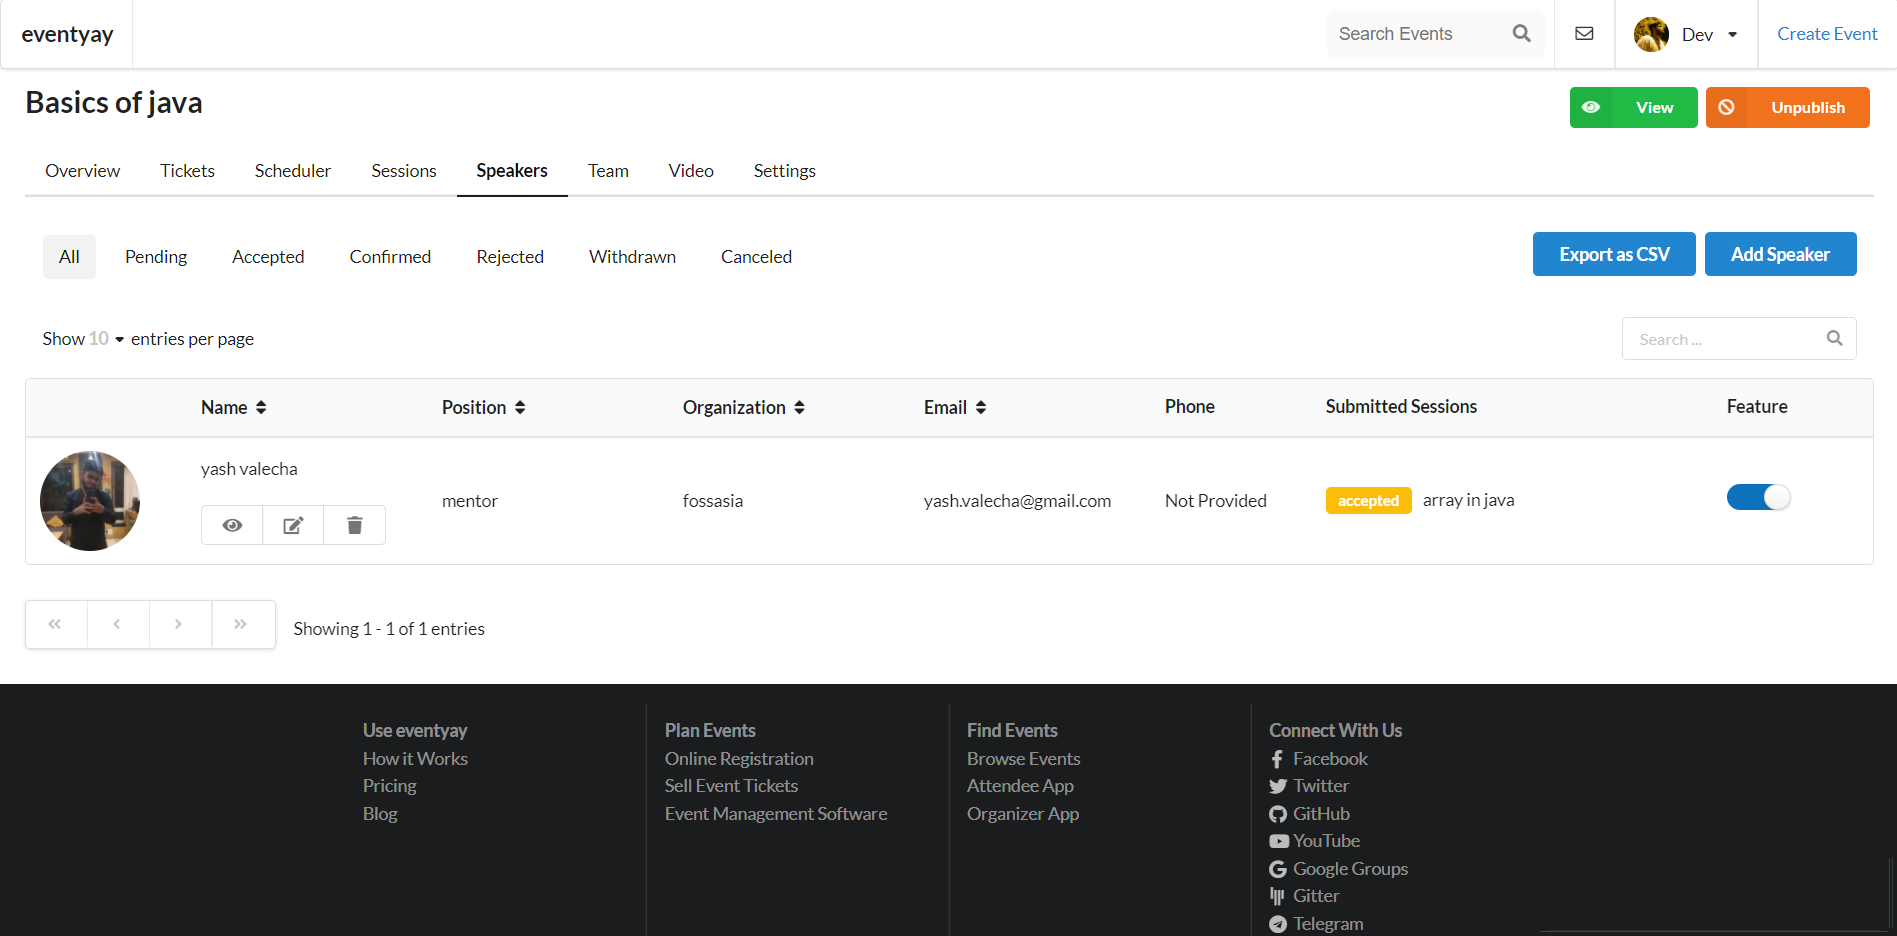 eventyay
Search Events
Dev
Create Event
Basics of java
View
Unpublish
Overview
Tickets
Scheduler
Sessions
Speakers
Team
Video
Settings
All
Pending
Accepted
Confirmed
Rejected
Withdrawn
Canceled
Export as CSV
Add Speaker
Show 10 entries per page
Search ...
Name
Position
Organization
Email
Phone
Submitted Sessions
Feature
yash valecha
mentor
fossasia
yash.valecha@gmail.com
Not Provided
accepted
array in java
Showing 1 - 1 of 1 entries
Use eventyay
How it Works
Pricing
Blog
Plan Events
Online Registration
Sell Event Tickets
Event Management Software
Find Events
Browse Events
Attendee App
Organizer App
Connect With Us
Facebook
Twitter
GitHub
YouTube
Google Groups
Gitter
Telegram